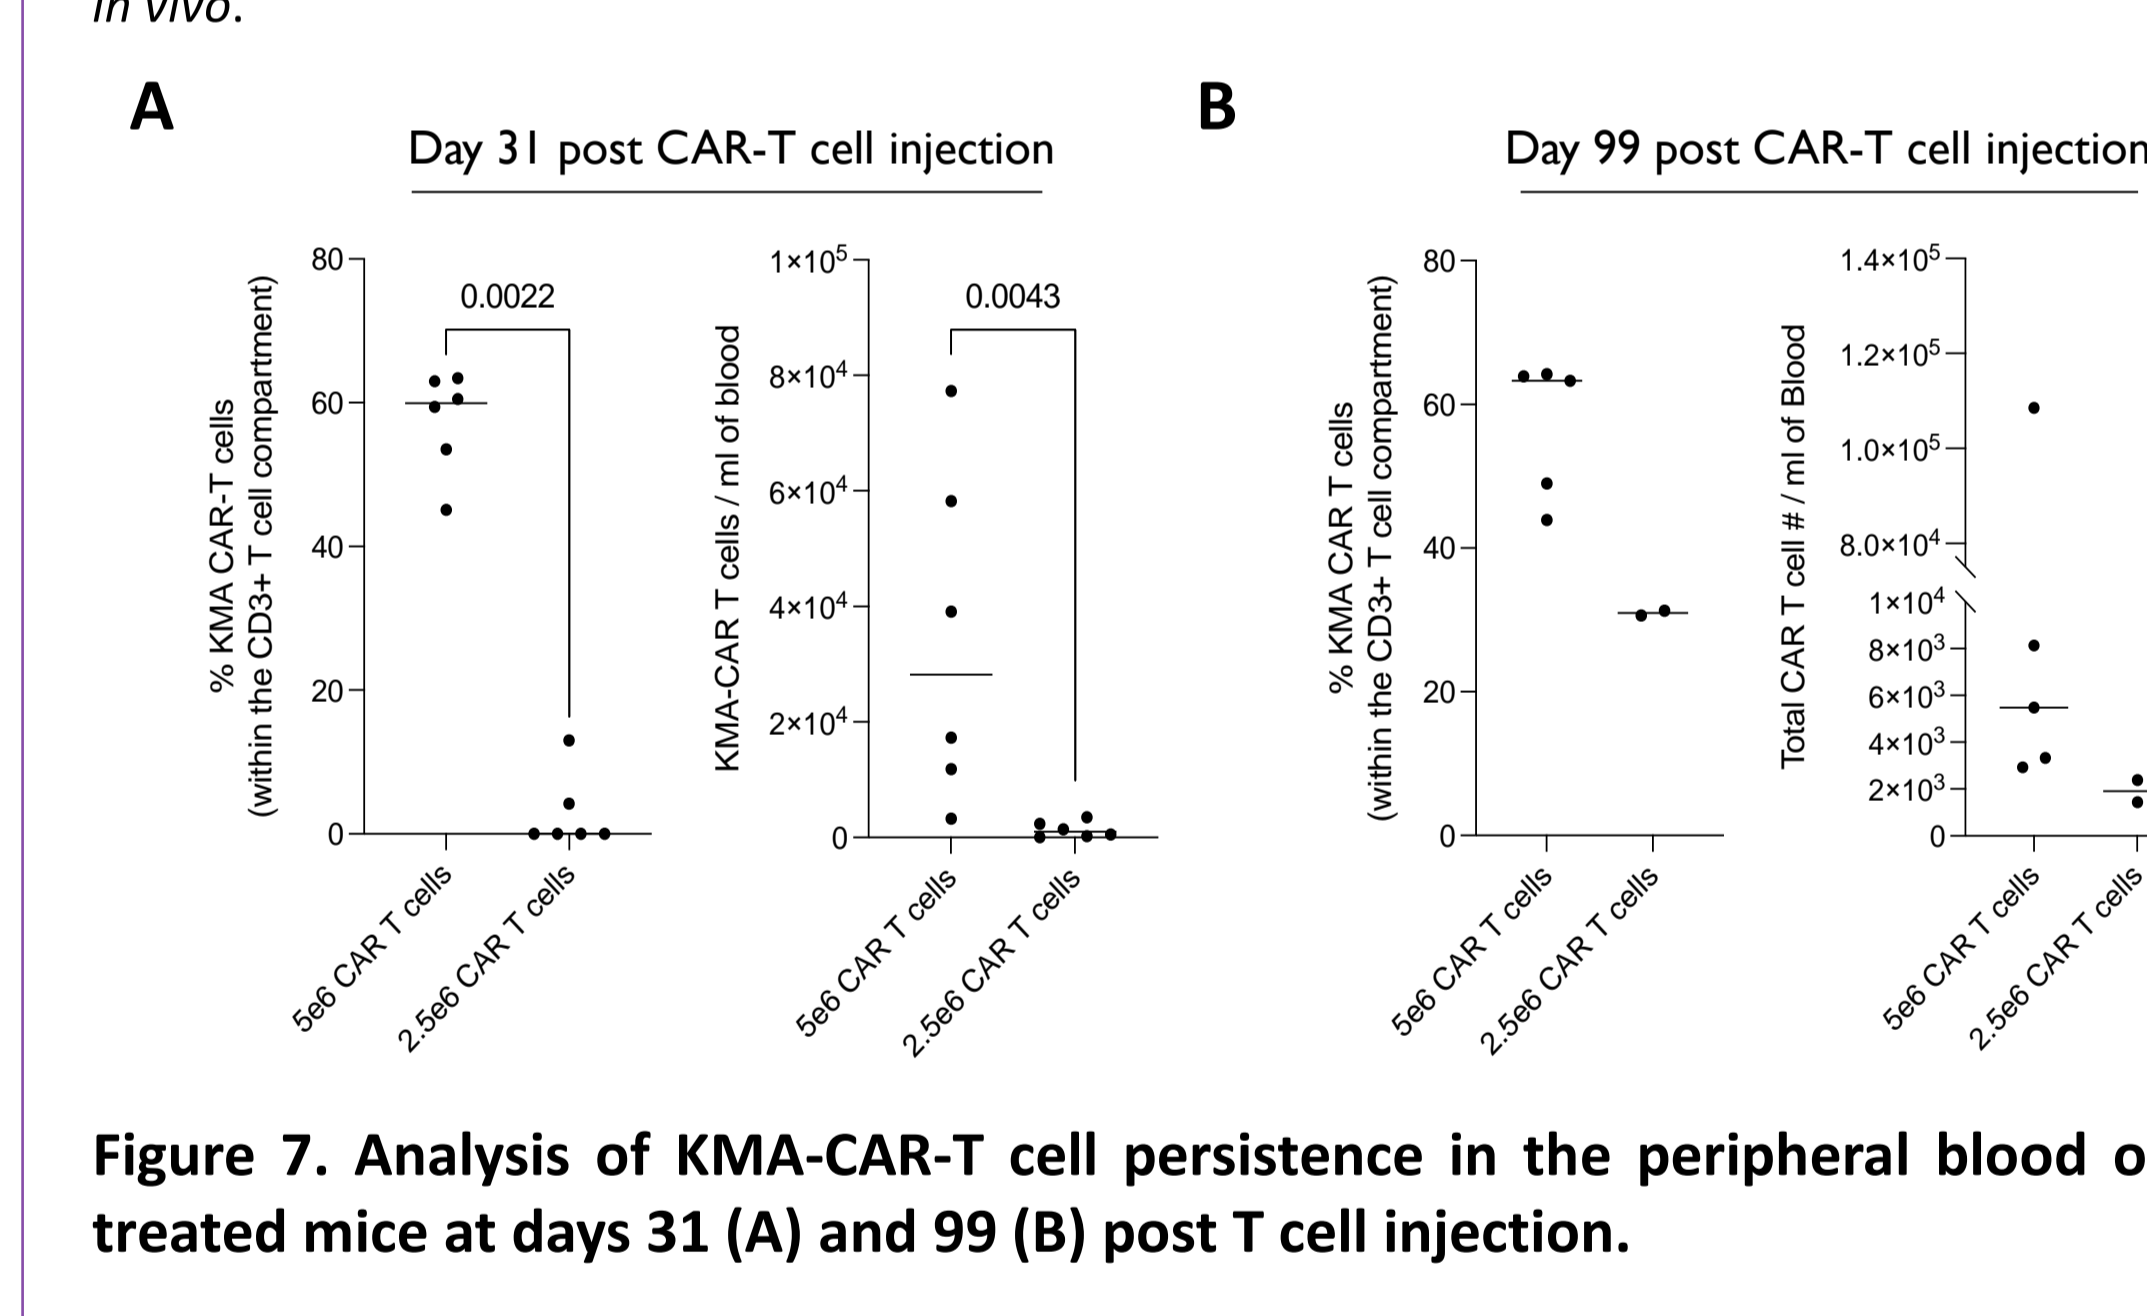 in vivo.
A
Day 31 post CAR-T cell injection
% KMA CAR-T cells
(within the CD3+ T cell compartment)
80
60
40
20
0
0.0022
5e6 CAR T cells
2.5e6 CAR T cells
KMA-CAR T cells / ml of blood
1×10⁵
8×10⁴
6×10⁴
4×10⁴
2×10⁴
0
0.0043
5e6 CAR T cells
2.5e6 CAR T cells
B
Day 99 post CAR-T cell injection
% KMA CAR T cells
(within the CD3+ T cell compartment)
80
60
40
20
0
5e6 CAR T cells
2.5e6 CAR T cells
Total CAR T cell # / ml of Blood
1.4×10⁵
1.2×10⁵
1.0×10⁵
8.0×10⁴
1×10⁴
8×10³
6×10³
4×10³
2×10³
0
5e6 CAR T cells
2.5e6 CAR T cells
Figure 7. Analysis of KMA-CAR-T cell persistence in the peripheral blood o
treated mice at days 31 (A) and 99 (B) post T cell injection.